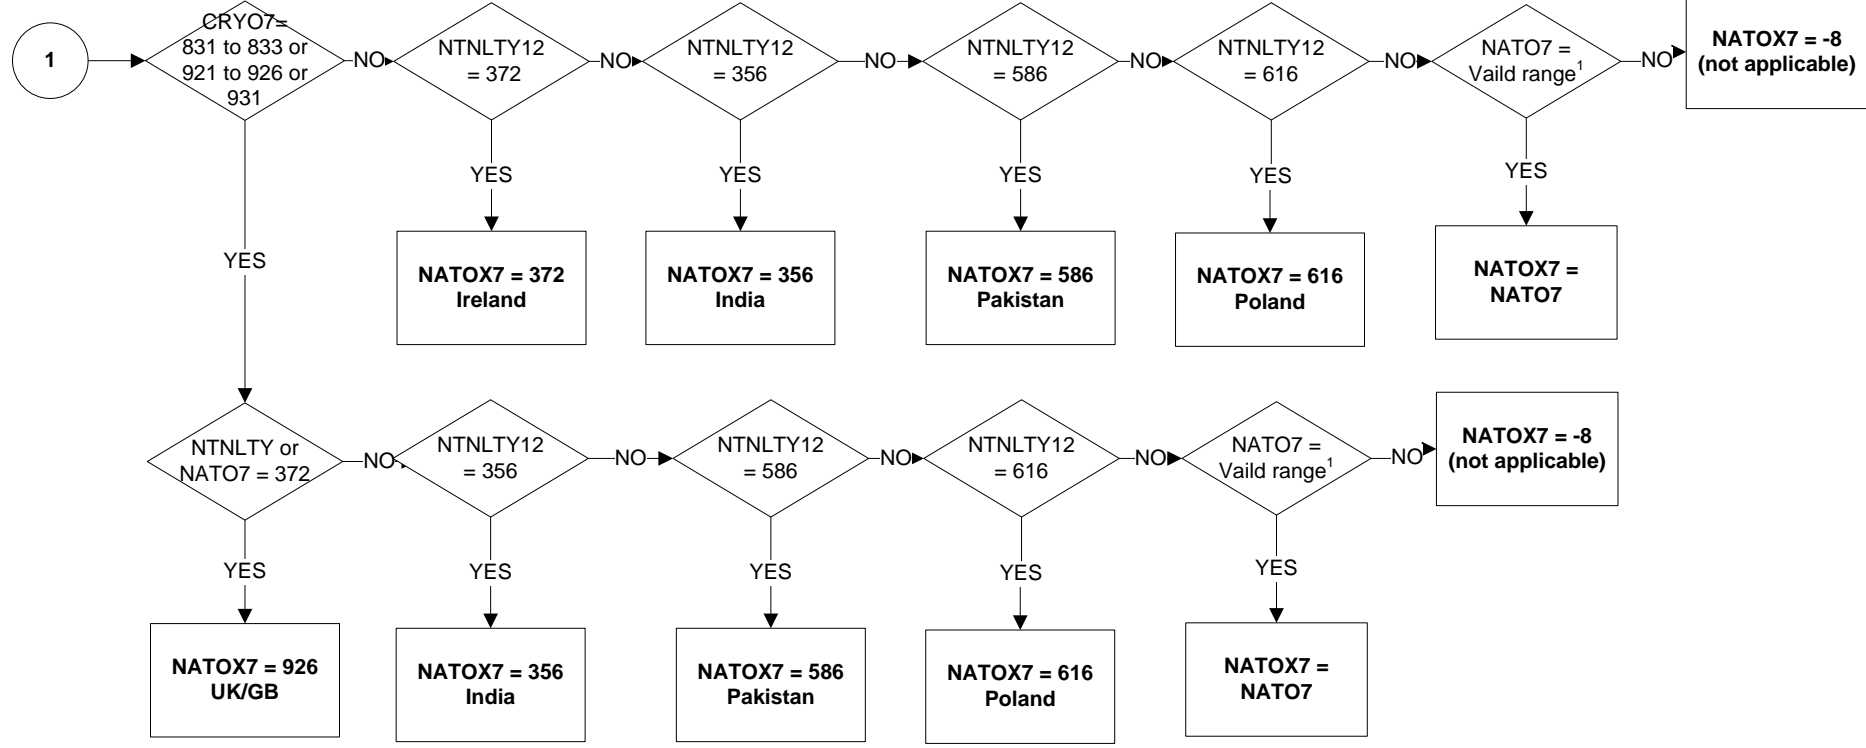 1
CRYO7=
831 to 833 or
921 to 926 or
931
NO
NTNLTY12
= 372
NO
NTNLTY12
= 356
NO
NTNLTY12
= 586
NO
NTNLTY12
= 616
NO
NATO7 =
Vaild range¹
NO
NATOX7 = -8
(not applicable)
YES
YES
YES
YES
YES
YES
NATOX7 = 372
Ireland
NATOX7 = 356
India
NATOX7 = 586
Pakistan
NATOX7 = 616
Poland
NATOX7 =
NATO7
NTNLTY or
NATO7 = 372
NO
NTNLTY12
= 356
NO
NTNLTY12
= 586
NO
NTNLTY12
= 616
NO
NATO7 =
Vaild range¹
NO
NATOX7 = -8
(not applicable)
YES
YES
YES
YES
YES
NATOX7 = 926
UK/GB
NATOX7 = 356
India
NATOX7 = 586
Pakistan
NATOX7 = 616
Poland
NATOX7 =
NATO7